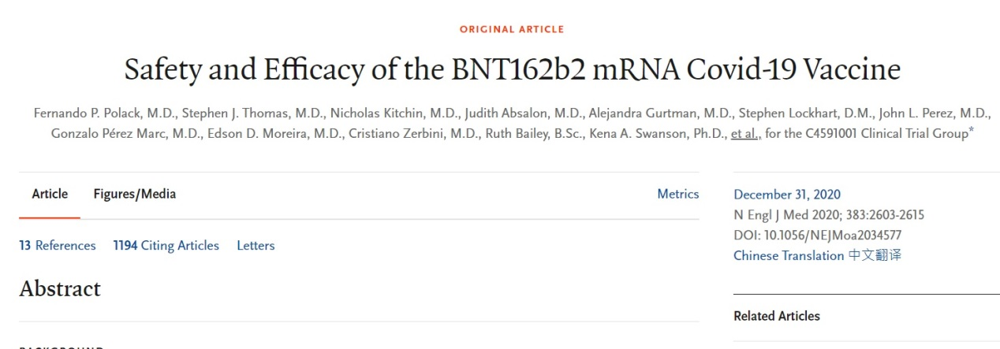 ORIGINAL ARTICLE
Safety and Efficacy of the BNT162b2 mRNA Covid-19 Vaccine
Fernando P. Polack, M.D., Stephen J. Thomas, M.D., Nicholas Kitchin, M.D., Judith Absalon, M.D., Alejandra Gurtman, M.D., Stephen Lockhart, D.M., John L. Perez, M.D.,
Gonzalo Pérez Marc, M.D., Edson D. Moreira, M.D., Cristiano Zerbini, M.D., Ruth Bailey, B.Sc., Kena A. Swanson, Ph.D., et al., for the C4591001 Clinical Trial Group*
Article Figures/Media Metrics
13 References 1194 Citing Articles Letters
Abstract
BACKGROUND
December 31, 2020
N Engl J Med 2020; 383:2603-2615
DOI: 10.1056/NEJMoa2034577
Chinese Translation 中文翻译
Related Articles